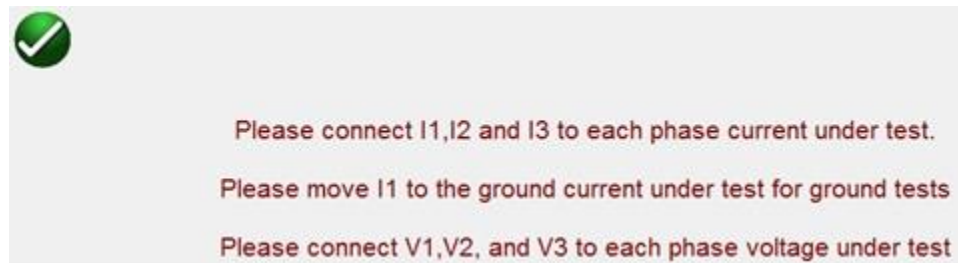 Please connect I1,I2 and I3 to each phase current under test.
Please move I1 to the ground current under test for ground tests
Please connect V1,V2, and V3 to each phase voltage under test